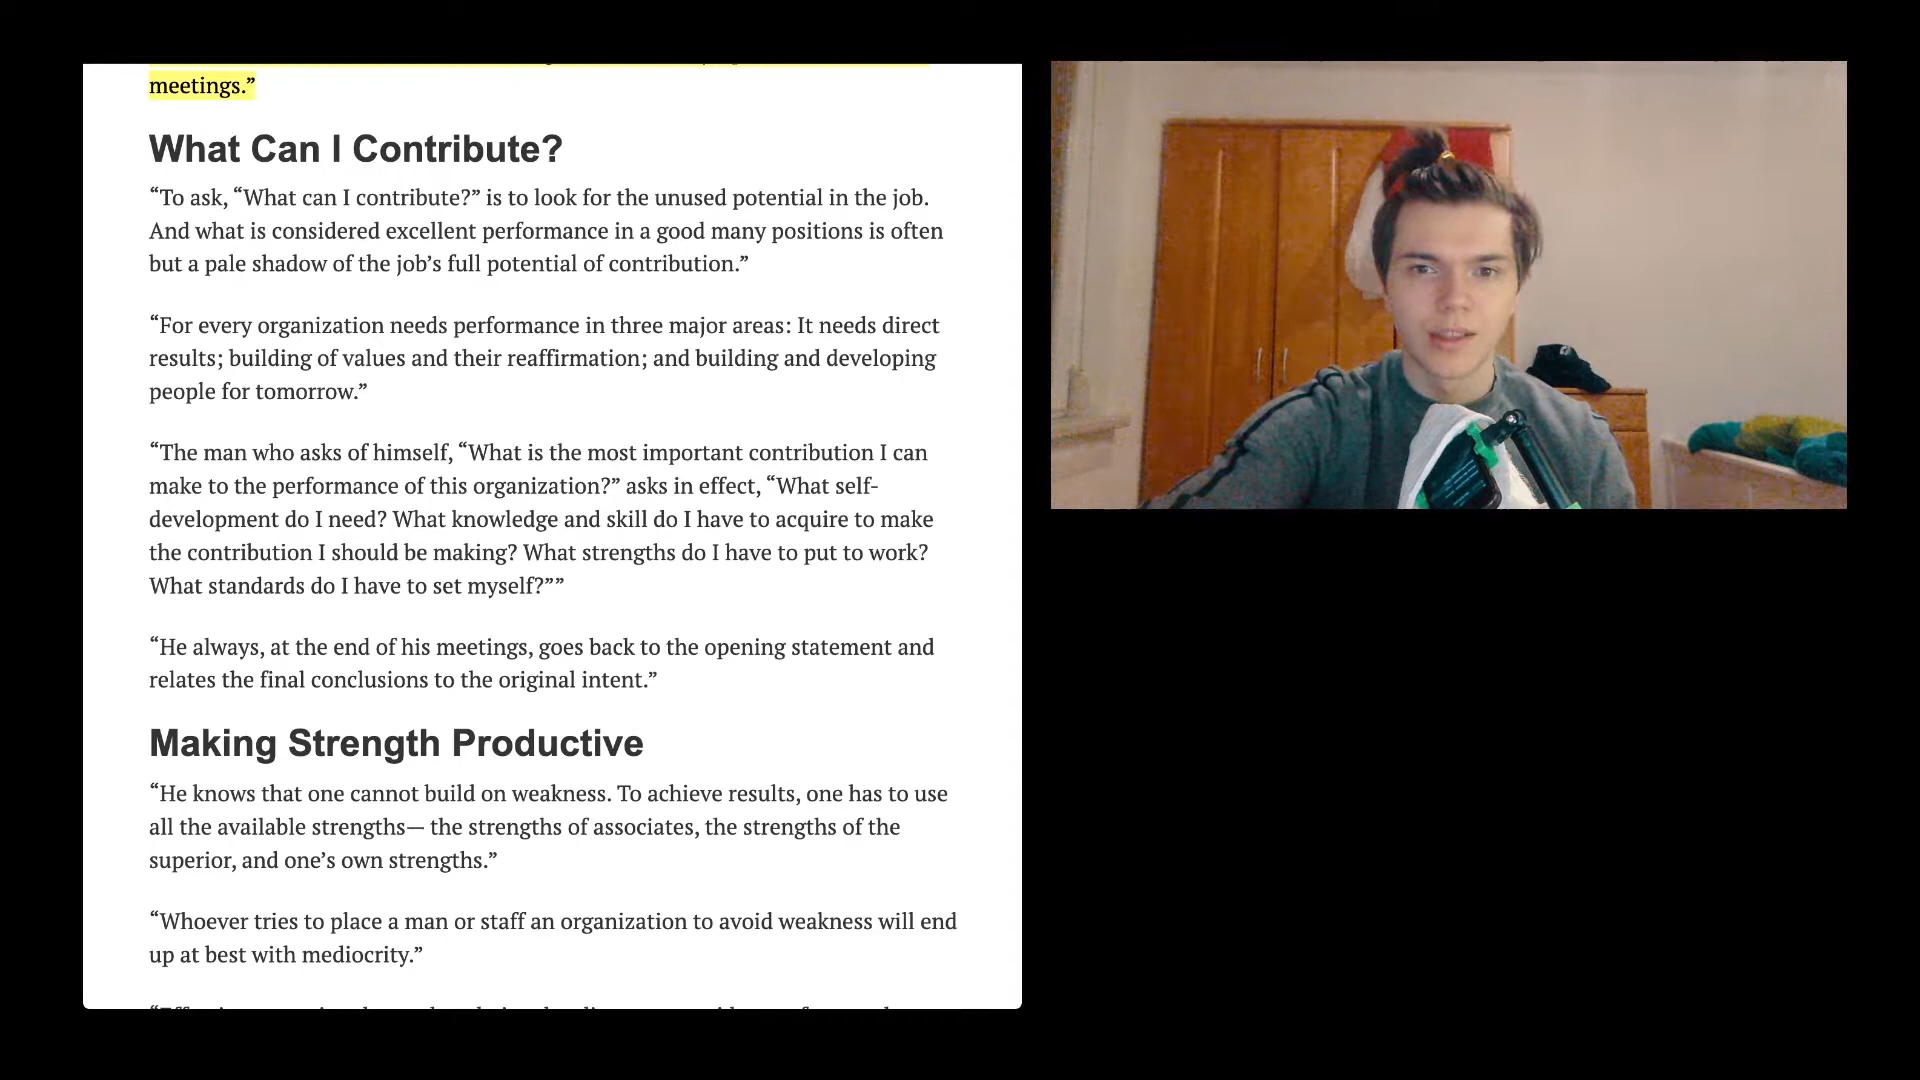 meetings.”
What Can I Contribute?
“To ask, “What can I contribute?” is to look for the unused potential in the job.
And what is considered excellent performance in a good many positions is often
but a pale shadow of the job’s full potential of contribution.”
“For every organization needs performance in three major areas: It needs direct
results; building of values and their reaffirmation; and building and developing
people for tomorrow.”
“The man who asks of himself, “What is the most important contribution I can
make to the performance of this organization?” asks in effect, “What self-
development do I need? What knowledge and skill do I have to acquire to make
the contribution I should be making? What strengths do I have to put to work?
What standards do I have to set myself?””
“He always, at the end of his meetings, goes back to the opening statement and
relates the final conclusions to the original intent.”
Making Strength Productive
“He knows that one cannot build on weakness. To achieve results, one has to use
all the available strengths— the strengths of associates, the strengths of the
superior, and one’s own strengths.”
“Whoever tries to place a man or staff an organization to avoid weakness will end
up at best with mediocrity.”